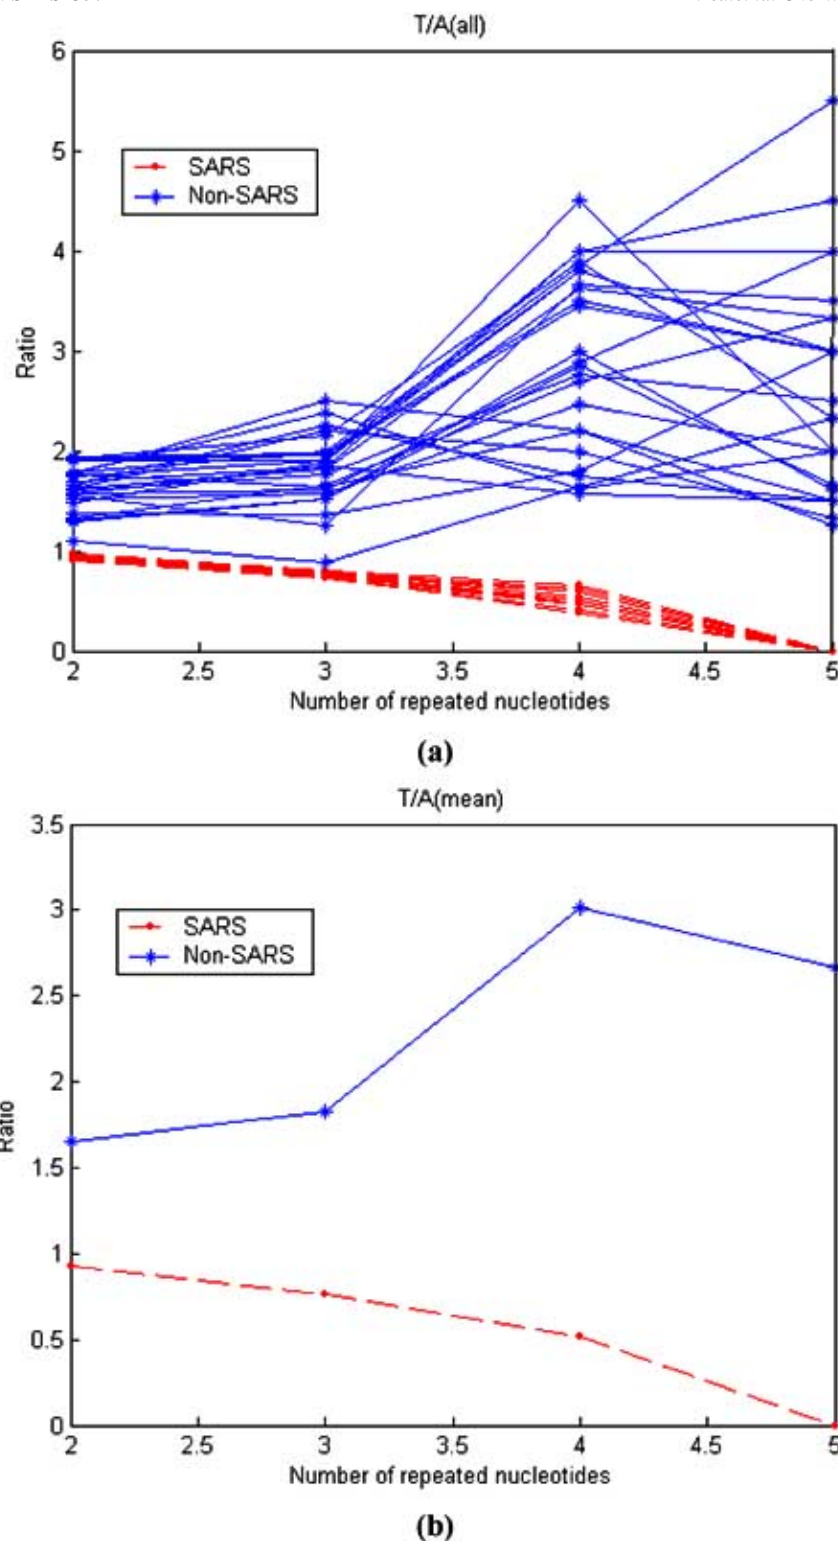 T/A(all)
6
5
4
3
2
1
0
SARS
Non-SARS
Ratio
2 2.5 3 3.5 4 4.5 5
Number of repeated nucleotides
(a)
T/A(mean)
3.5
3
2.5
2
1.5
1
0.5
0
SARS
Non-SARS
Ratio
2 2.5 3 3.5 4 4.5 5
Number of repeated nucleotides
(b)